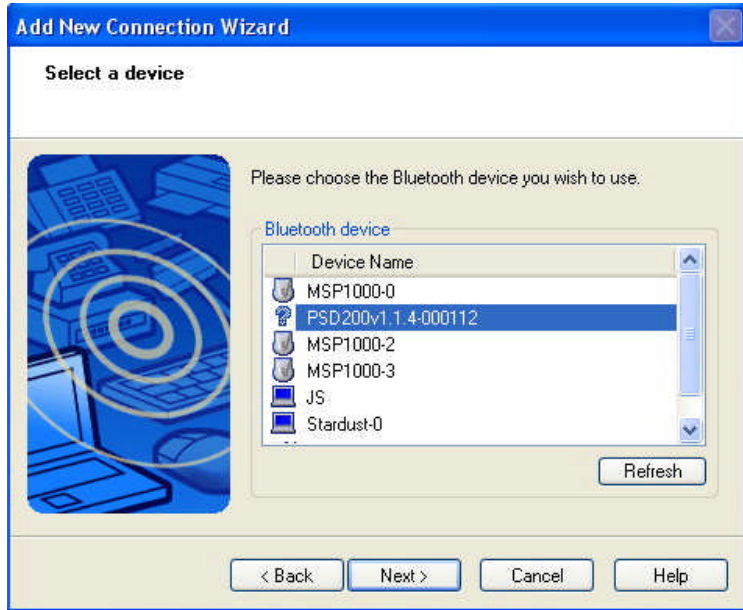 Add New Connection Wizard
Select a device
Please choose the Bluetooth device you wish to use.
Bluetooth device
Device Name
MSP1000-0
PSD200v1.1.4-000112
MSP1000-2
MSP1000-3
JS
Stardust-0
Refresh
< Back Next > Cancel Help